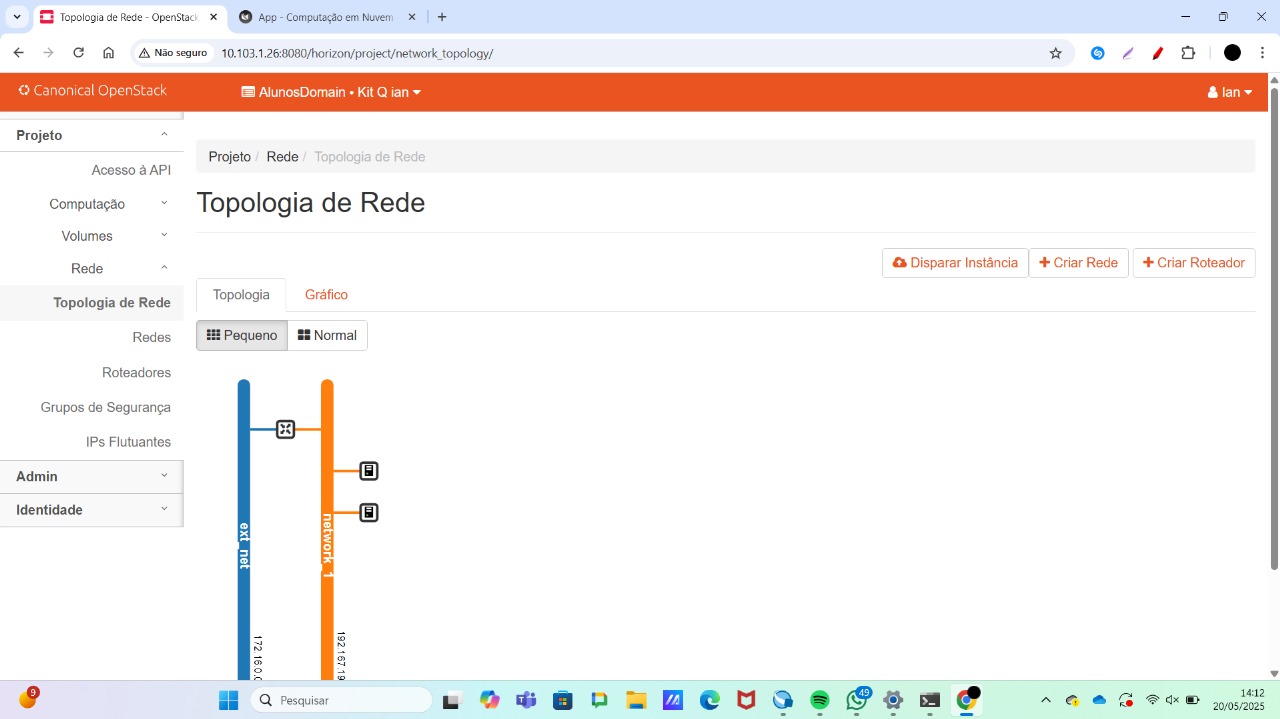 Topologia de Rede - OpenStack
App - Computação em Nuvem
Não seguro
10.103.1.26:8080/horizon/project/network_topology/
Canonical OpenStack
AlunosDomain • Kit Q ian
Ian
Projeto
Acesso à API
Computação
Volumes
Rede
Topologia de Rede
Redes
Roteadores
Grupos de Segurança
IPs Flutuantes
Admin
Identidade
Projeto / Rede / Topologia de Rede
Topologia de Rede
Disparar Instância
+ Criar Rede
+ Criar Roteador
Topologia
Gráfico
Pequeno
Normal
ext_net
172.16.0.0
network_1
192.167.19
9
Pesquisar
49
14:12
20/05/2025